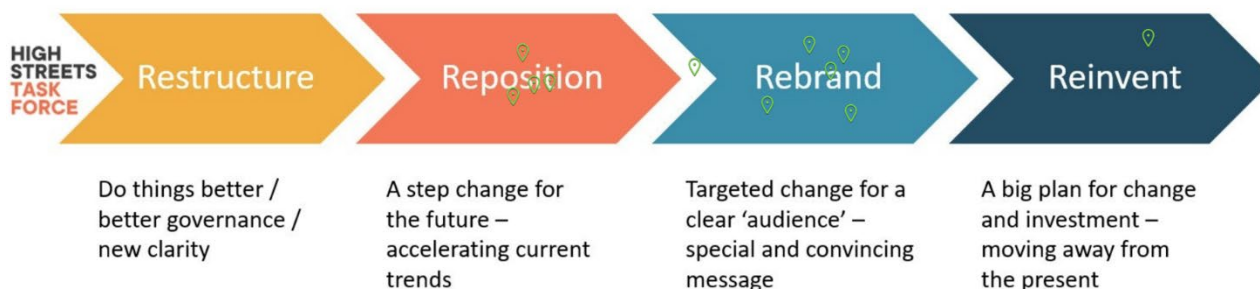 HIGH
STREETS
TASK
FORCE
Restructure
Reposition
Rebrand
Reinvent
Do things better /
better governance /
new clarity
A step change for
the future –
accelerating current
trends
Targeted change for a
clear ‘audience’ –
special and convincing
message
A big plan for change
and investment –
moving away from
the present